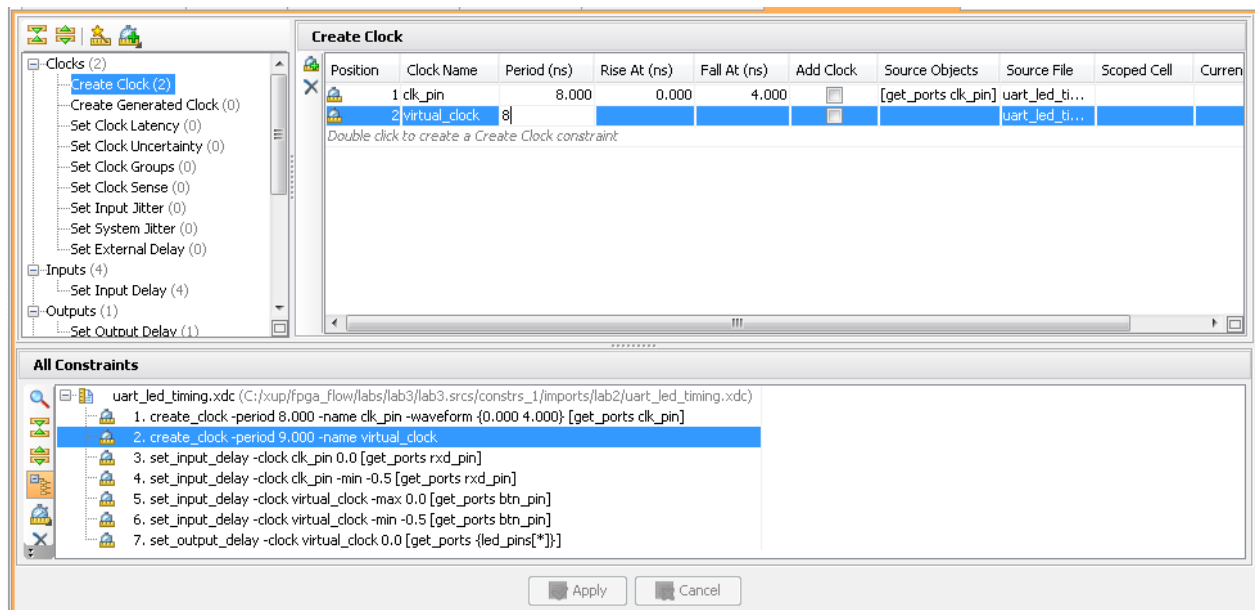 Clocks (2)
Create Clock (2)
Create Generated Clock (0)
Set Clock Latency (0)
Set Clock Uncertainty (0)
Set Clock Groups (0)
Set Clock Sense (0)
Set Input Jitter (0)
Set System Jitter (0)
Set External Delay (0)
Inputs (4)
Set Input Delay (4)
Outputs (1)
Set Output Delay (1)
Create Clock
Position Clock Name Period (ns) Rise At (ns) Fall At (ns) Add Clock Source Objects Source File Scoped Cell Curren
1 clk_pin 8.000 0.000 4.000 [get_ports clk_pin] uart_led_ti...
2 virtual_clock 8 uart_led_ti...
Double click to create a Create Clock constraint
All Constraints
uart_led_timing.xdc (C:/xup/fpga_flow/labs/lab3/lab3.srcs/constrs_1/imports/lab2/uart_led_timing.xdc)
1. create_clock -period 8.000 -name clk_pin -waveform {0.000 4.000} [get_ports clk_pin]
2. create_clock -period 9.000 -name virtual_clock
3. set_input_delay -clock clk_pin 0.0 [get_ports rxd_pin]
4. set_input_delay -clock clk_pin -min -0.5 [get_ports rxd_pin]
5. set_input_delay -clock virtual_clock -max 0.0 [get_ports btn_pin]
6. set_input_delay -clock virtual_clock -min -0.5 [get_ports btn_pin]
7. set_output_delay -clock virtual_clock 0.0 [get_ports {led_pins[*]}]
Apply Cancel